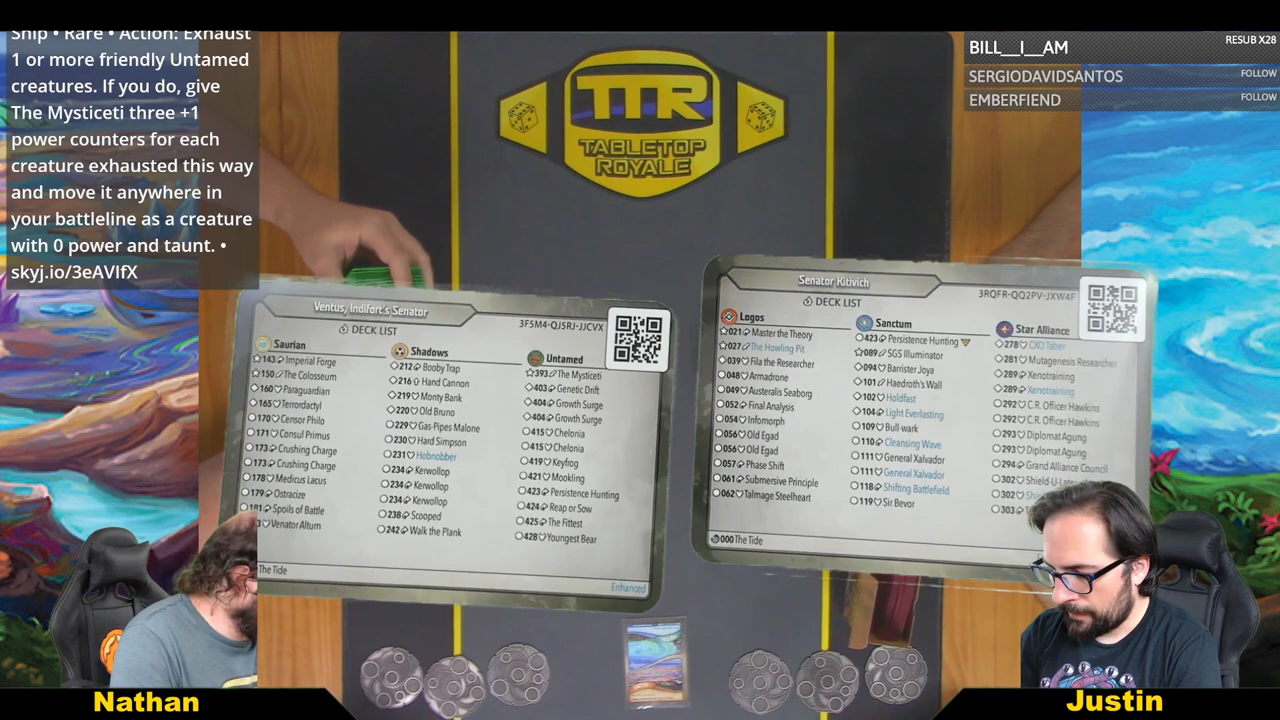 Ship • Rare • Action: Exhaust
1 or more friendly Untamed
creatures. If you do, give
The Mysticeti three +1
power counters for each
creature exhausted this way
and move it anywhere in
your battleline as a creature
with 0 power and taunt. •
skyj.io/3eAVIfX
BILL__I__AM
RESUB X28
SERGIODAVIDSANTOS
FOLLOW
EMBERFIEND
FOLLOW
TTR
TABLETOP
ROYALE
Ventus, Indifort's Senator
DECK LIST
3F5M4-QJ5RJ-JJCVX
Saurian
143 Imperial Forge
150 The Colosseum
160 Paraguardian
165 Terrordactyl
170 Censor Philo
171 Consul Primus
173 Crushing Charge
173 Crushing Charge
178 Medicus Lacus
179 Ostracize
181 Spoils of Battle
Venator Altum
Shadows
212 Booby Trap
216 Hand Cannon
219 Monty Bank
220 Old Bruno
229 Gas-Pipes Malone
230 Hard Simpson
231 Hobnobber
234 Kerwollop
234 Kerwollop
234 Kerwollop
238 Scooped
242 Walk the Plank
Untamed
393 The Mysticeti
403 Genetic Drift
404 Growth Surge
404 Growth Surge
415 Chelonia
415 Chelonia
419 Keyfrog
421 Mookling
423 Persistence Hunting
424 Reap or Sow
425 The Fittest
428 Youngest Bear
The Tide
Enhanced
Senator Kitivich
DECK LIST
3RQFR-QQ2PV-JXW4F
Logos
021 Master the Theory
027 The Howling Pit
039 Fila the Researcher
048 Armadrone
049 Australeis Seaborg
052 Final Analysis
054 Infomorph
056 Old Egad
056 Old Egad
057 Phase Shift
061 Submersive Principle
062 Talmage Steelheart
Sanctum
423 Persistence Hunting
089 SGS Illuminator
094 Barrister Joya
101 Haedroth's Wall
102 Holdfast
104 Light Everlasting
109 Bull-wark
110 Cleansing Wave
111 General Xalvador
111 General Xalvador
118 Shifting Battlefield
119 Sir Bevor
Star Alliance
278 CXO Taber
281 Mutagenesis Researcher
289 Xenotraining
289 Xenotraining
292 C.R. Officer Hawkins
292 C.R. Officer Hawkins
293 Diplomat Agung
293 Diplomat Agung
294 Grand Alliance Council
302 Shield-U-Later
302
303
000 The Tide
Nathan
Justin